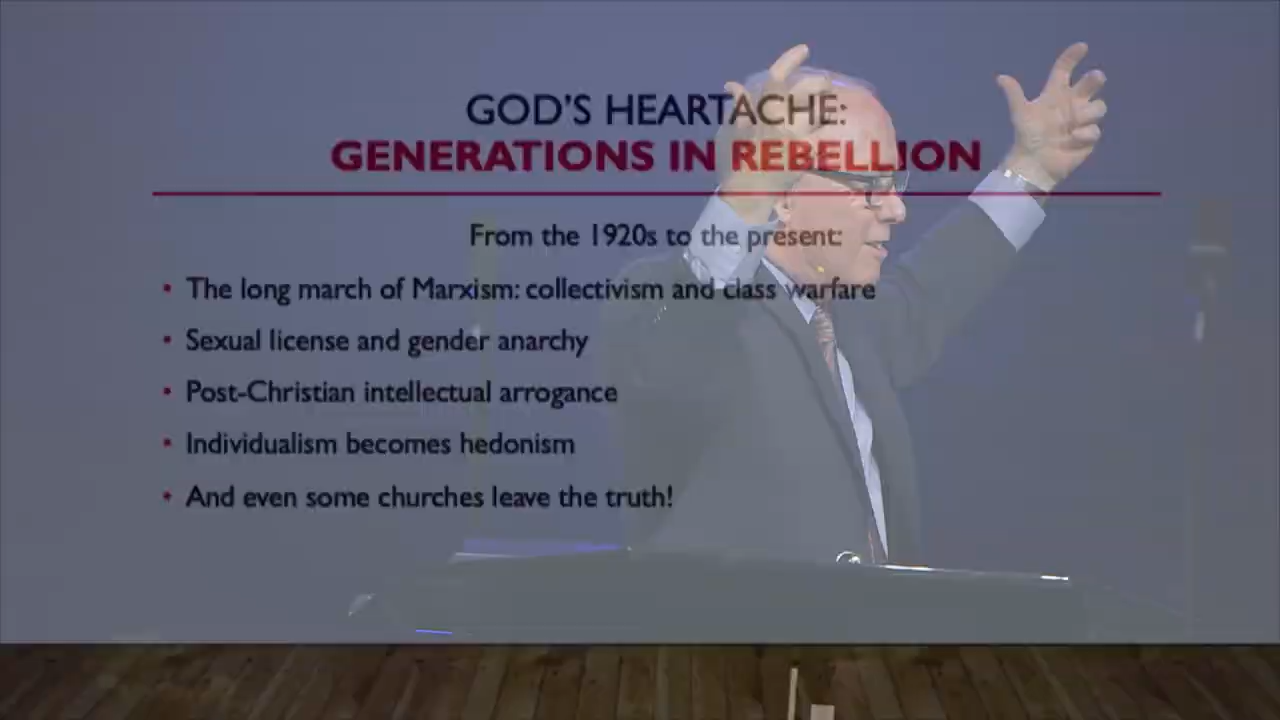 GOD'S HEARTACHE:
GENERATIONS IN REBELLION
From the 1920s to the present:
• The long march of Marxism: collectivism and class warfare
• Sexual license and gender anarchy
• Post-Christian intellectual arrogance
• Individualism becomes hedonism
• And even some churches leave the truth!